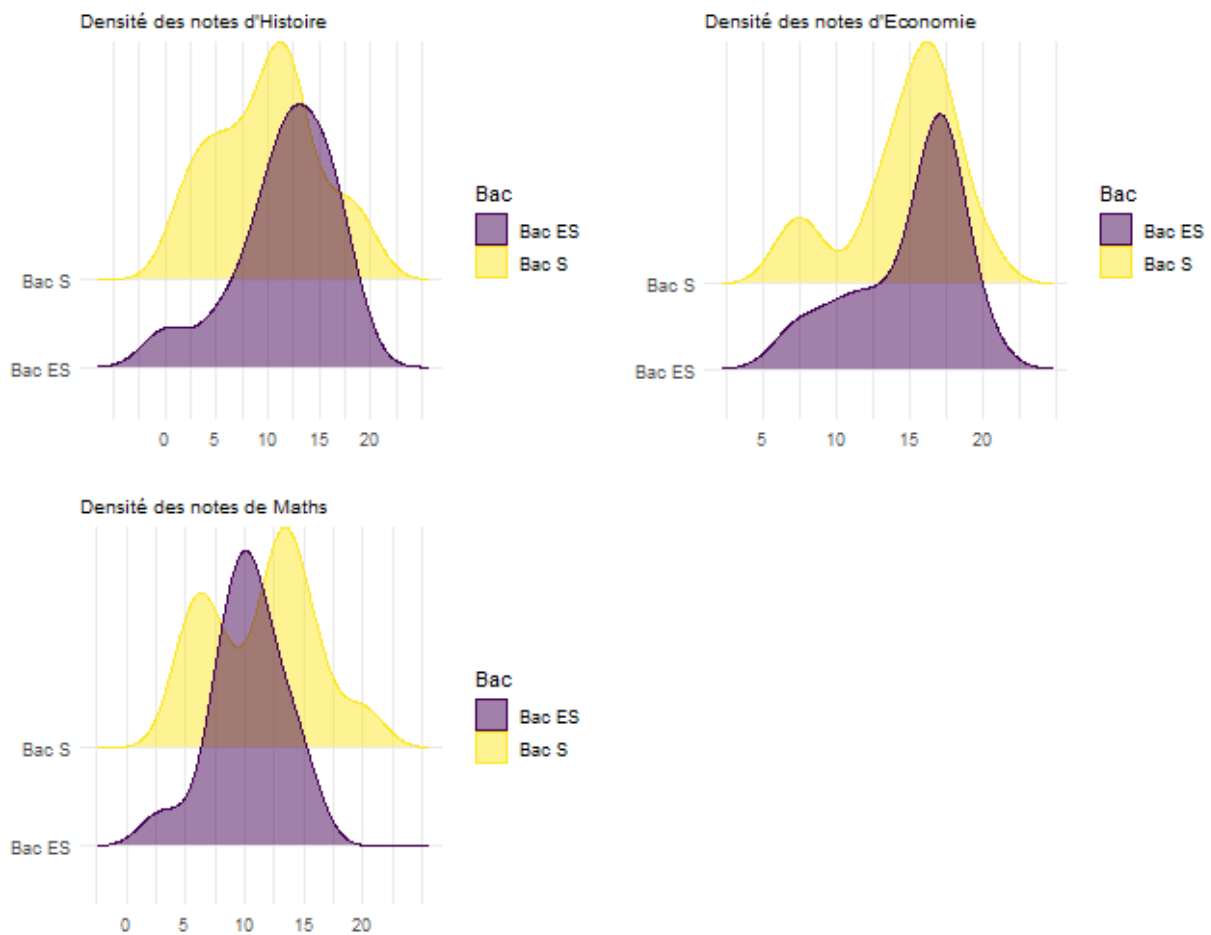 Densité des notes d'Histoire
Bac S
Bac ES
0 5 10 15 20
Bac
Bac ES
Bac S
Densité des notes d'Economie
Bac S
Bac ES
5 10 15 20
Bac
Bac ES
Bac S
Densité des notes de Maths
Bac S
Bac ES
0 5 10 15 20
Bac
Bac ES
Bac S